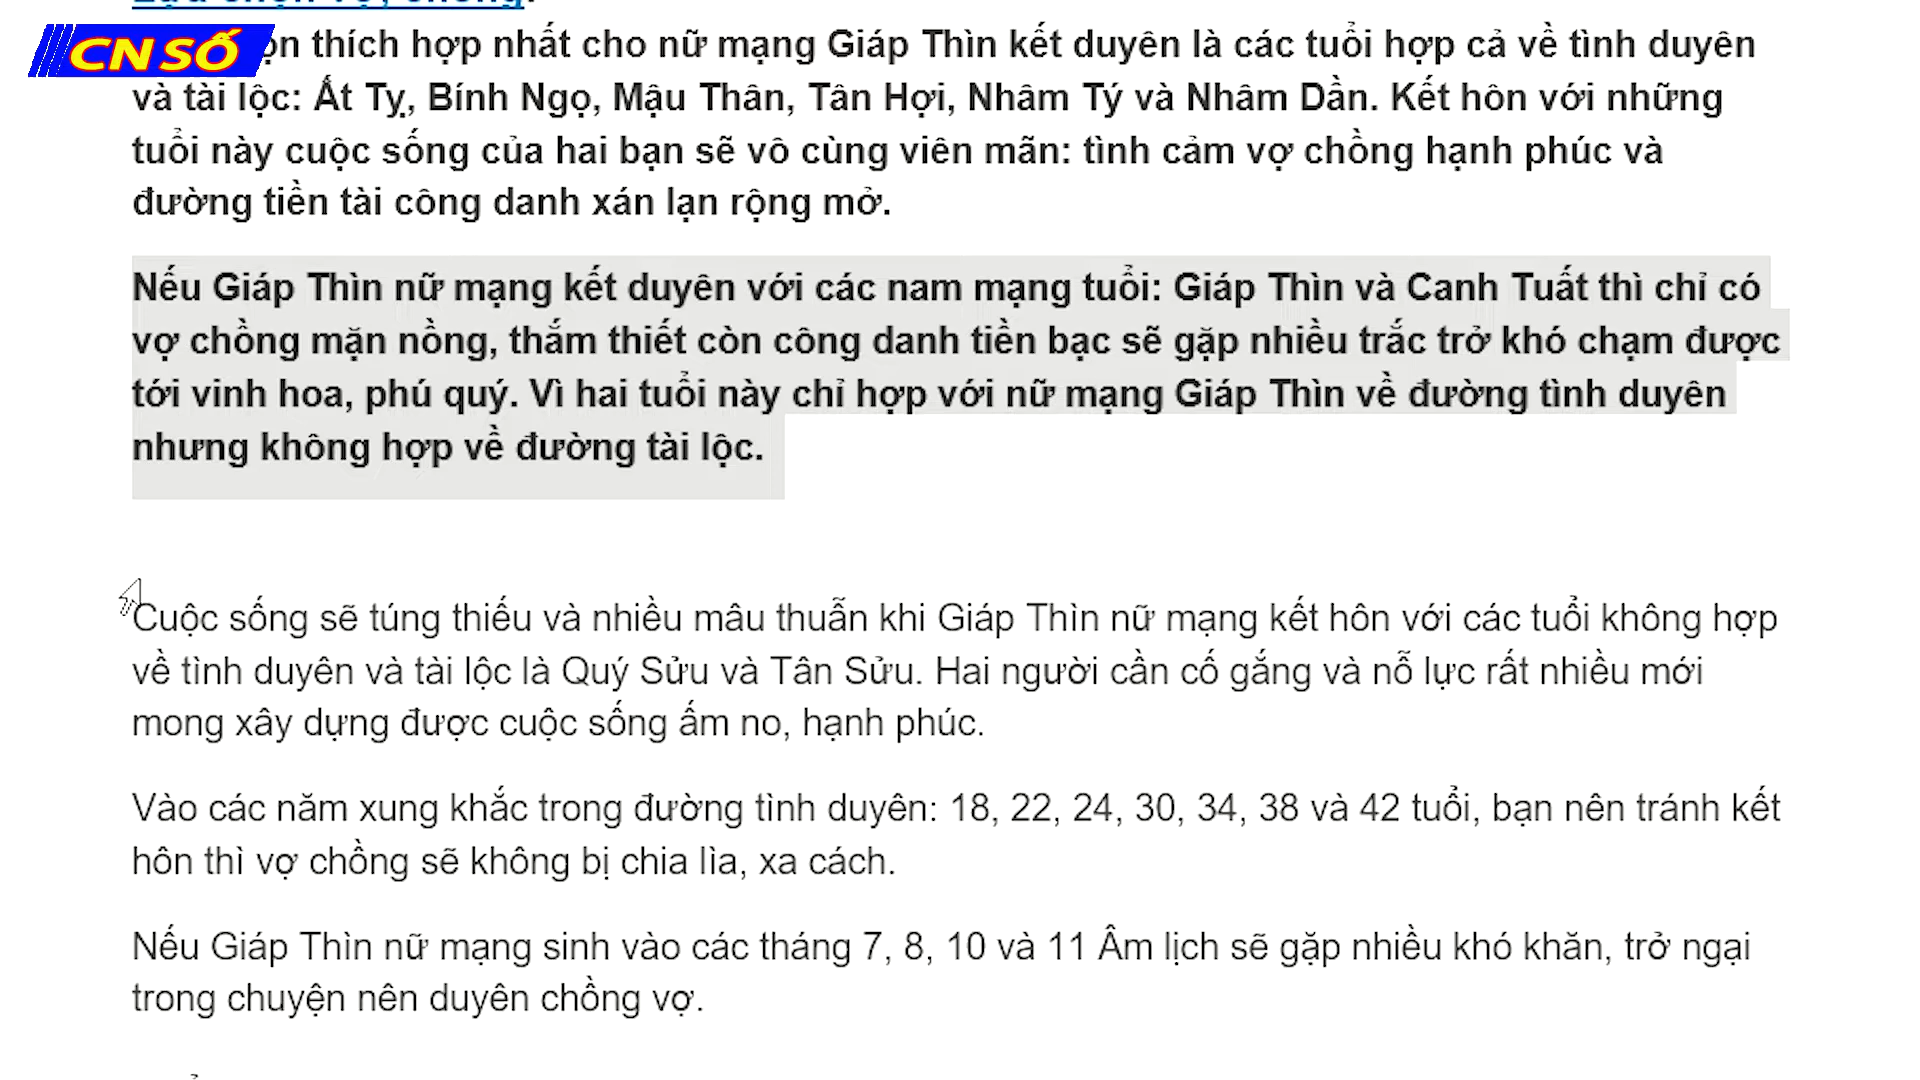 Lựa chọn vợ, chồng:
CN SỐ
ọn thích hợp nhất cho nữ mạng Giáp Thìn kết duyên là các tuổi hợp cả về tình duyên
và tài lộc: Ất Tỵ, Bính Ngọ, Mậu Thân, Tân Hợi, Nhâm Tý và Nhâm Dần. Kết hôn với những
tuổi này cuộc sống của hai bạn sẽ vô cùng viên mãn: tình cảm vợ chồng hạnh phúc và
đường tiền tài công danh xán lạn rộng mở.
Nếu Giáp Thìn nữ mạng kết duyên với các nam mạng tuổi: Giáp Thìn và Canh Tuất thì chỉ có
vợ chồng mặn nồng, thắm thiết còn công danh tiền bạc sẽ gặp nhiều trắc trở khó chạm được
tới vinh hoa, phú quý. Vì hai tuổi này chỉ hợp với nữ mạng Giáp Thìn về đường tình duyên
nhưng không hợp về đường tài lộc.
Cuộc sống sẽ túng thiếu và nhiều mâu thuẫn khi Giáp Thìn nữ mạng kết hôn với các tuổi không hợp
về tình duyên và tài lộc là Quý Sửu và Tân Sửu. Hai người cần cố gắng và nỗ lực rất nhiều mới
mong xây dựng được cuộc sống ấm no, hạnh phúc.
Vào các năm xung khắc trong đường tình duyên: 18, 22, 24, 30, 34, 38 và 42 tuổi, bạn nên tránh kết
hôn thì vợ chồng sẽ không bị chia lìa, xa cách.
Nếu Giáp Thìn nữ mạng sinh vào các tháng 7, 8, 10 và 11 Âm lịch sẽ gặp nhiều khó khăn, trở ngại
trong chuyện nên duyên chồng vợ.